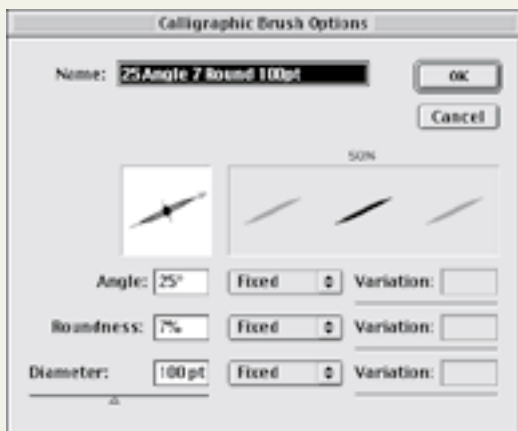 Calligraphic Brush Options
Name: 25 Angle 7 Round 100pt
OK
Cancel
50%
Angle: 25° Fixed Variation:
Roundness: 7% Fixed Variation:
Diameter: 100 pt Fixed Variation: